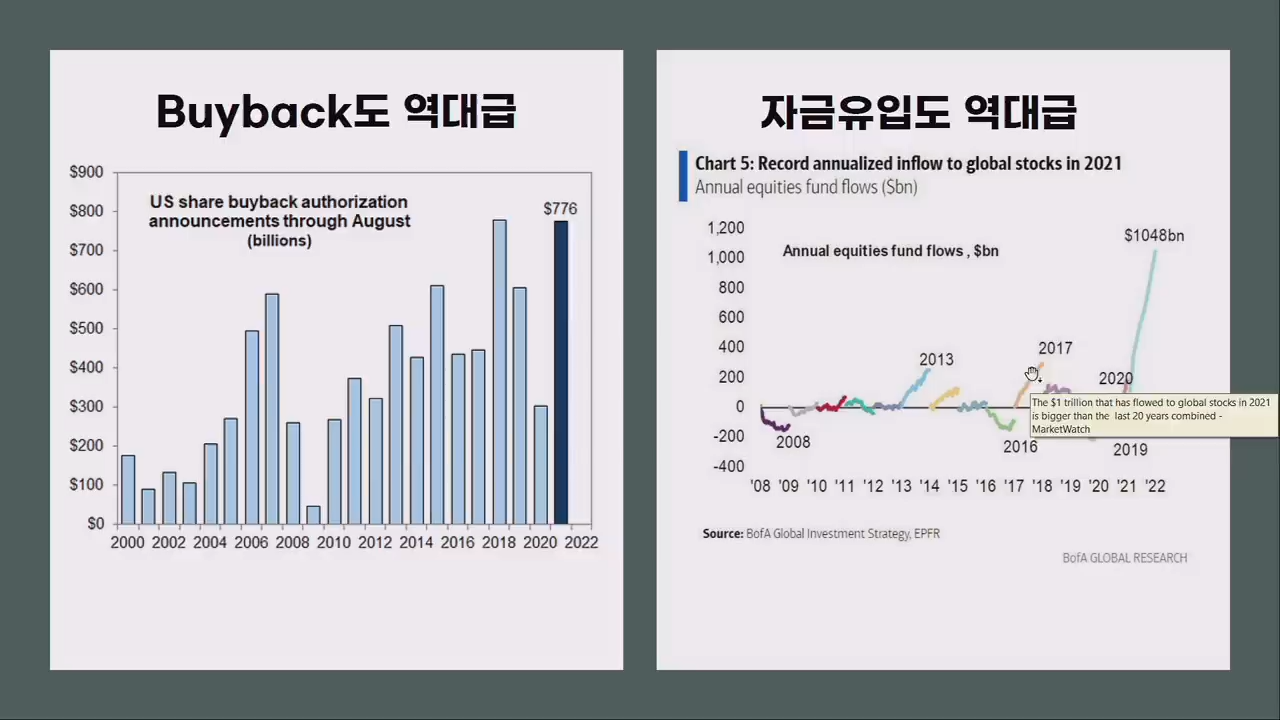 Buyback도 역대급
$900
$800
$700
$600
$500
$400
$300
$200
$100
$0
US share buyback authorization
announcements through August
(billions)
$776
2000 2002 2004 2006 2008 2010 2012 2014 2016 2018 2020 2022
자금유입도 역대급
Chart 5: Record annualized inflow to global stocks in 2021
Annual equities fund flows ($bn)
1,200
1,000
800
600
400
200
0
-200
-400
Annual equities fund flows , $bn
$1048bn
2017
2013
2020
2008
2016
2019
The $1 trillion that has flowed to global stocks in 2021
is bigger than the last 20 years combined -
MarketWatch
'08 '09 '10 '11 '12 '13 '14 '15 '16 '17 '18 '19 '20 '21 '22
Source: BofA Global Investment Strategy, EPFR
BofA GLOBAL RESEARCH